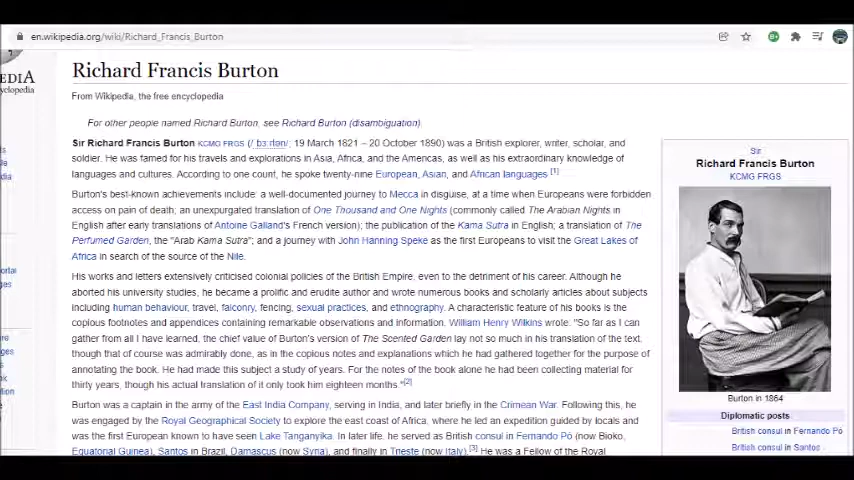 en.wikipedia.org/wiki/Richard_Francis_Burton
Richard Francis Burton
From Wikipedia, the free encyclopedia
For other people named Richard Burton, see Richard Burton (disambiguation).
Sir Richard Francis Burton KCMG FRGS (/ˈbɜːrtən/; 19 March 1821 – 20 October 1890) was a British explorer, writer, scholar, and
soldier. He was famed for his travels and explorations in Asia, Africa, and the Americas, as well as his extraordinary knowledge of
languages and cultures. According to one count, he spoke twenty-nine European, Asian, and African languages.[1]
Burton's best-known achievements include: a well-documented journey to Mecca in disguise, at a time when Europeans were forbidden
access on pain of death; an unexpurgated translation of One Thousand and One Nights (commonly called The Arabian Nights in
English after early translations of Antoine Galland's French version); the publication of the Kama Sutra in English; a translation of The
Perfumed Garden, the "Arab Kama Sutra"; and a journey with John Hanning Speke as the first Europeans to visit the Great Lakes of
Africa in search of the source of the Nile.
His works and letters extensively criticised colonial policies of the British Empire, even to the detriment of his career. Although he
aborted his university studies, he became a prolific and erudite author and wrote numerous books and scholarly articles about subjects
including human behaviour, travel, falconry, fencing, sexual practices, and ethnography. A characteristic feature of his books is the
copious footnotes and appendices containing remarkable observations and information. William Henry Wilkins wrote: "So far as I can
gather from all I have learned, the chief value of Burton's version of The Scented Garden lay not so much in his translation of the text,
though that of course was admirably done, as in the copious notes and explanations which he had gathered together for the purpose of
annotating the book. He had made this subject a study of years. For the notes of the book alone he had been collecting material for
thirty years, though his actual translation of it only took him eighteen months."[2]
Burton was a captain in the army of the East India Company, serving in India, and later briefly in the Crimean War. Following this, he
was engaged by the Royal Geographical Society to explore the east coast of Africa, where he led an expedition guided by locals and
was the first European known to have seen Lake Tanganyika. In later life, he served as British consul in Fernando Pó (now Bioko,
Equatorial Guinea), Santos in Brazil, Damascus (now Syria), and finally in Trieste (now Italy).[3] He was a Fellow of the Royal
Sir
Richard Francis Burton
KCMG FRGS
Burton in 1864
Diplomatic posts
British consul in Fernando Pó
British consul in Santos